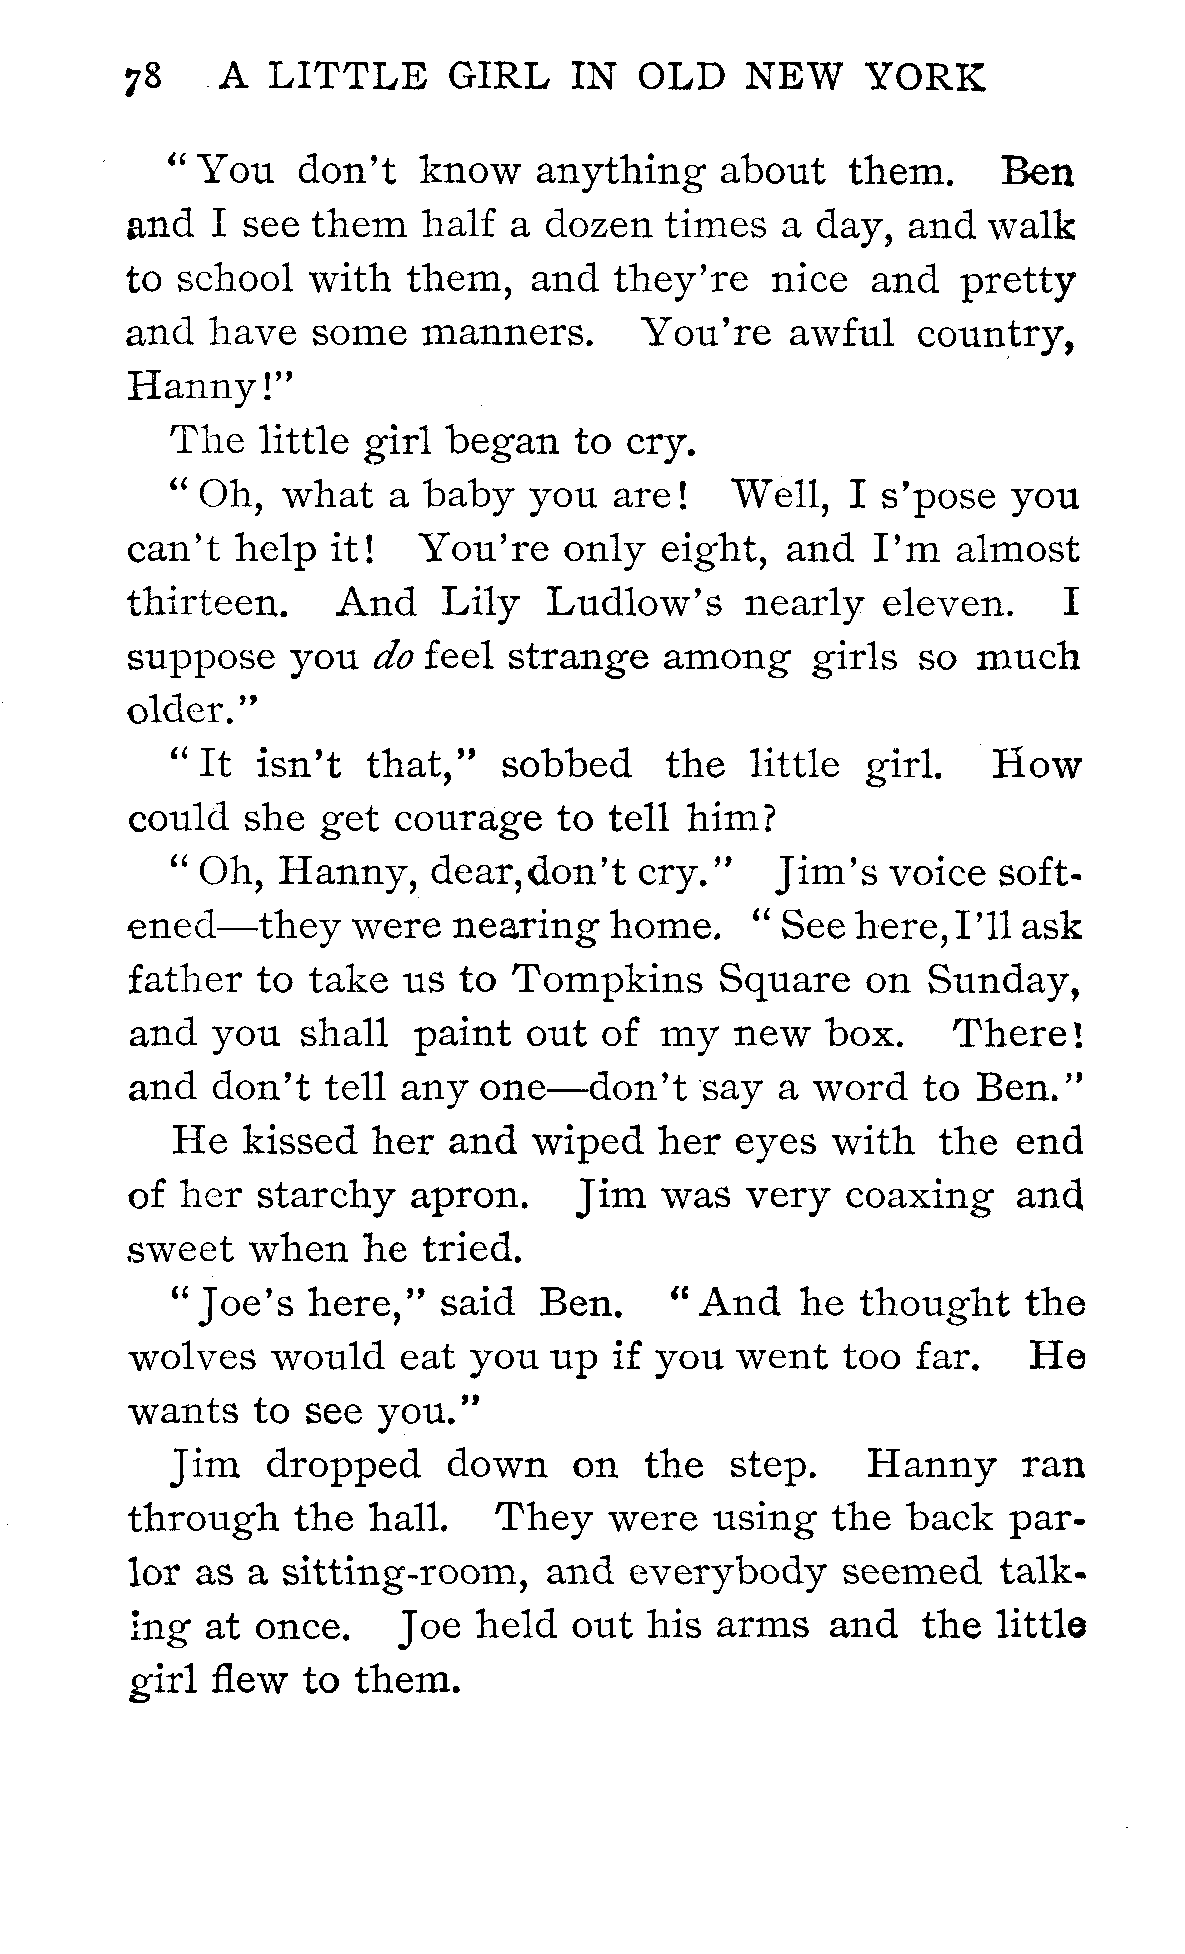 78 A LITTLE GIRL IN OLD NEW YORK
" You don't know anything about them. Ben
and I see them half a dozen times a day, and walk
to school with them, and they're nice and pretty
and have some manners. You're awful country,
Hanny!"
The little girl began to cry.
" Oh, what a baby you are! Well, I s'pose you
can't help it! You're only eight, and I'm almost
thirteen. And Lily Ludlow's nearly eleven. I
suppose you do feel strange among girls so much
older."
" It isn't that," sobbed the little girl. How
could she get courage to tell him?
" Oh, Hanny, dear, don't cry." Jim's voice soft-
ened—they were nearing home. " See here, I'll ask
father to take us to Tompkins Square on Sunday,
and you shall paint out of my new box. There!
and don't tell any one—don't say a word to Ben."
He kissed her and wiped her eyes with the end
of her starchy apron. Jim was very coaxing and
sweet when he tried.
" Joe's here," said Ben. " And he thought the
wolves would eat you up if you went too far. He
wants to see you."
Jim dropped down on the step. Hanny ran
through the hall. They were using the back par-
lor as a sitting-room, and everybody seemed talk-
ing at once. Joe held out his arms and the little
girl flew to them.